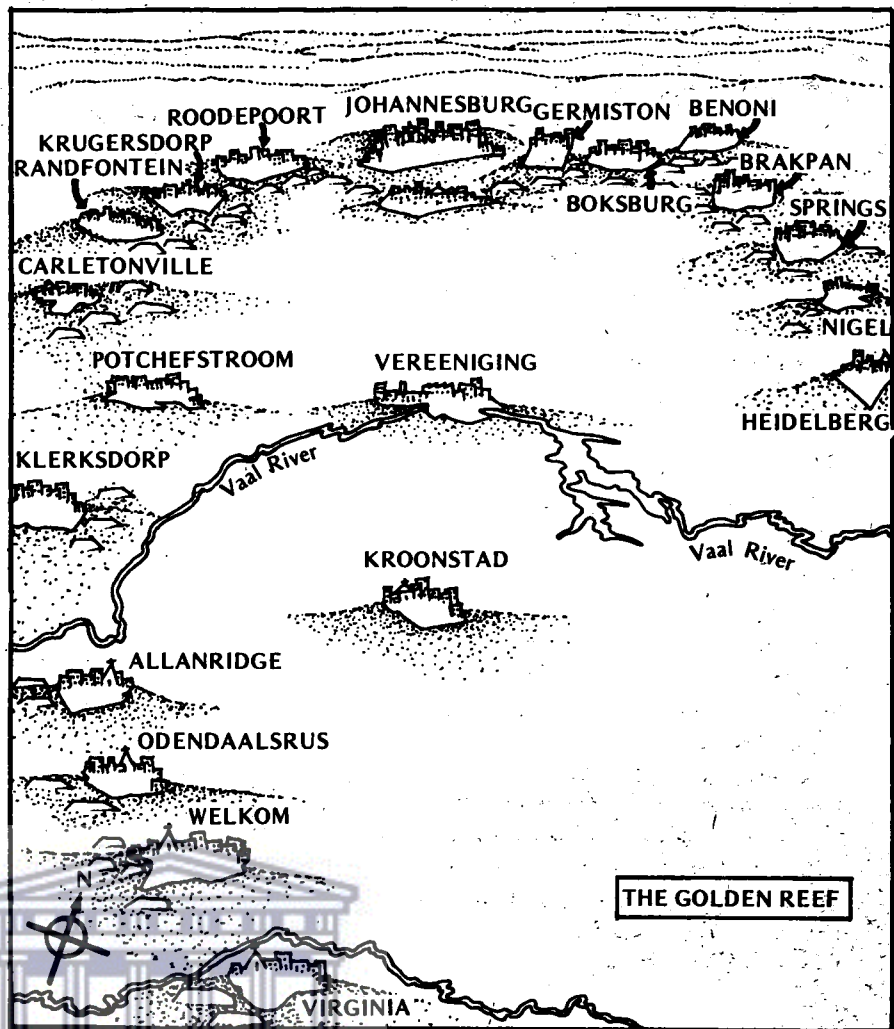 JOHANNESBURG
ROODEPOORT
GERMISTON
BENONI
KRUGERSDORP
RANDFONTEIN
BRAKPAN
BOKSBURG
SPRINGS
CARLETONVILLE
NIGEL
POTCHEFSTROOM
VEREENIGING
HEIDELBERG
KLERKSDORP
Vaal River
Vaal River
KROONSTAD
ALLANRIDGE
ODENDAALSRUS
WELKOM
N
THE GOLDEN REEF
VIRGINIA